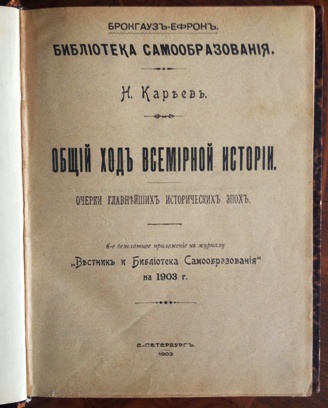 БРОКГАУЗЪ-ЕФРОНЪ.
БИБЛІОТЕКА САМООБРАЗОВАНІЯ.
Н. Карѣевъ.
ОБЩІЙ ХОДЪ ВСЕМІРНОЙ ИСТОРІИ.
ОЧЕРКИ ГЛАВНѢЙШИХЪ ИСТОРИЧЕСКИХЪ ЭПОХЪ.
6-е безплатное приложеніе къ журналу
„Вѣстникъ и Библіотека Самообразованія“
на 1903 г.
С.-ПЕТЕРБУРГЪ.
1903